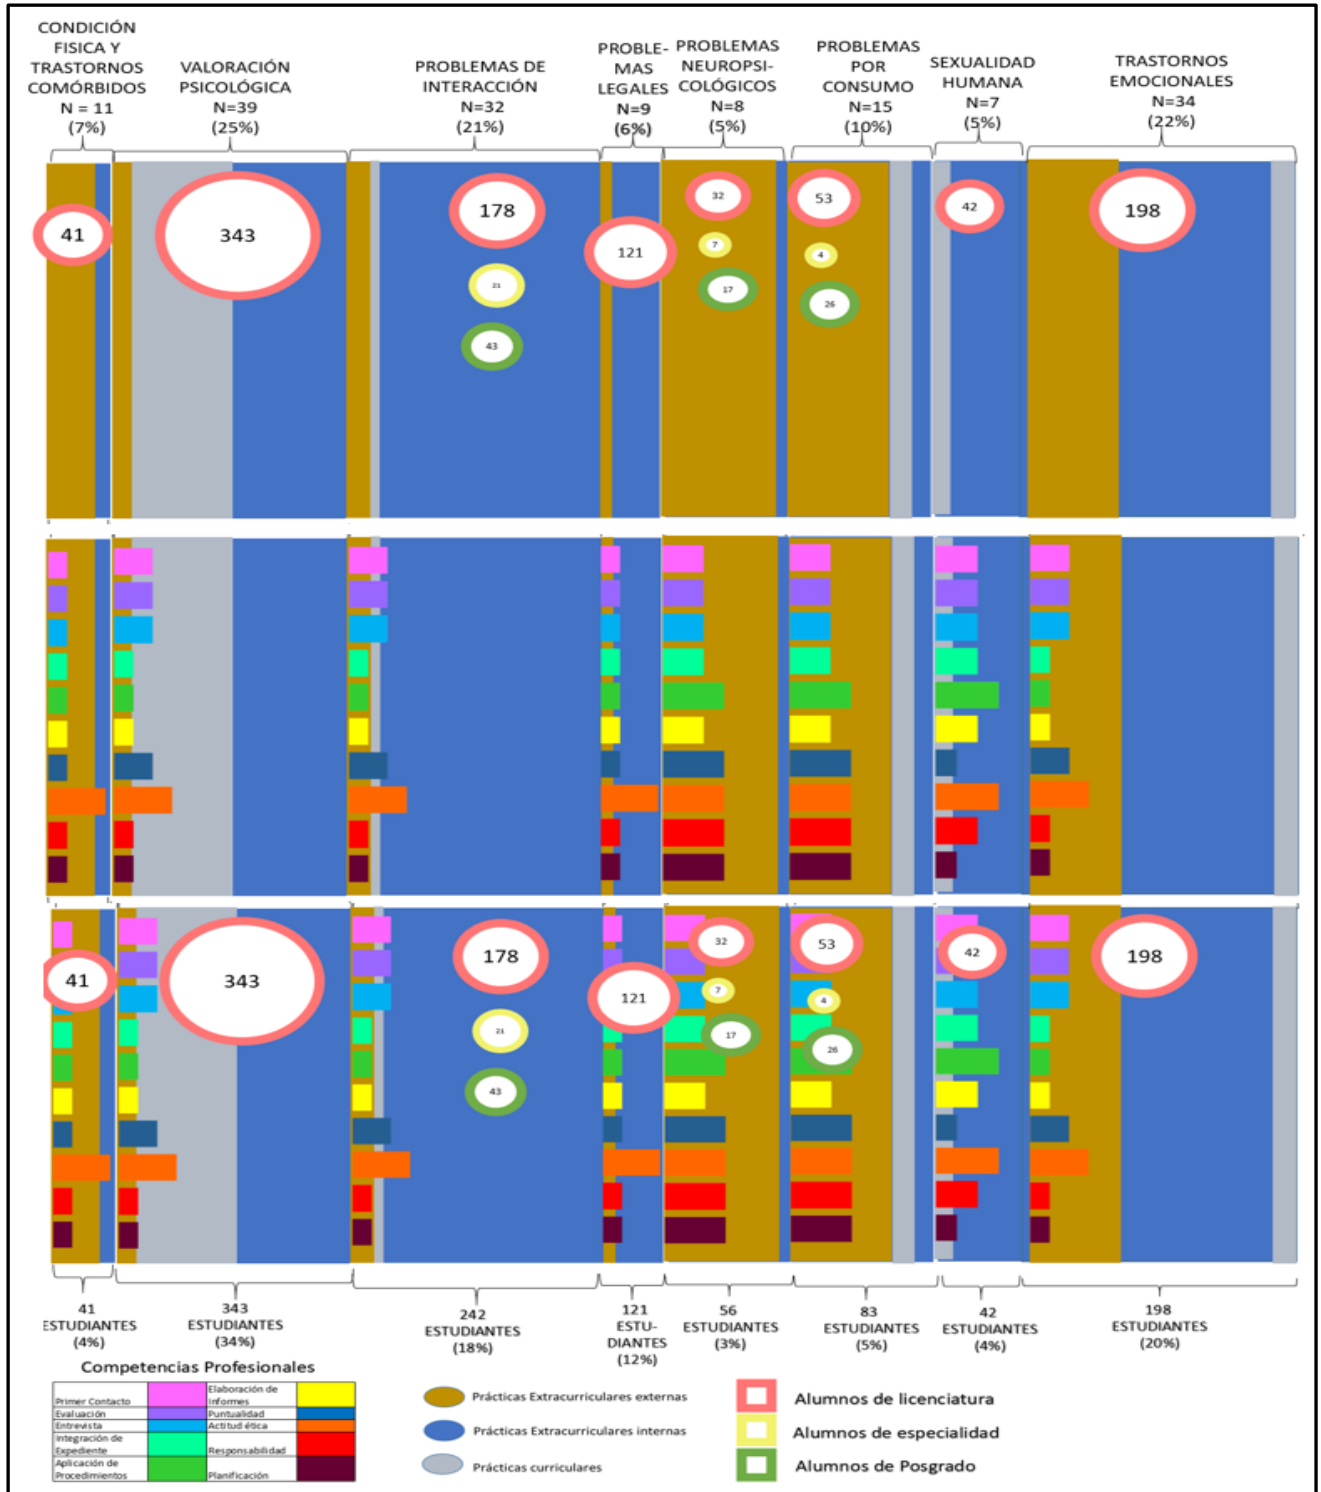 CONDICIÓN
FISICA Y
TRASTORNOS
COMÓRBIDOS
N = 11
(7%)
VALORACIÓN
PSICOLÓGICA
N=39
(25%)
PROBLEMAS DE
INTERACCIÓN
N=32
(21%)
PROBLE-
MAS
LEGALES
N=9
(6%)
PROBLEMAS
NEUROPSI-
COLÓGICOS
N=8
(5%)
PROBLEMAS
POR
CONSUMO
N=15
(10%)
SEXUALIDAD
HUMANA
N=7
(5%)
TRASTORNOS
EMOCIONALES
N=34
(22%)
41
343
178
21
43
121
32
7
17
53
4
26
42
198
41
343
178
21
43
121
32
7
17
53
4
26
42
198
41
ESTUDIANTES
(4%)
343
ESTUDIANTES
(34%)
242
ESTUDIANTES
(18%)
121
ESTU-
DIANTES
(12%)
56
ESTUDIANTES
(3%)
83
ESTUDIANTES
(5%)
42
ESTUDIANTES
(4%)
198
ESTUDIANTES
(20%)
Competencias Profesionales
Primer Contacto
Elaboración de
Informes
Evaluación
Puntualidad
Entrevista
Actitud ética
Integración de
Expediente
Responsabilidad
Aplicación de
Procedimientos
Planificación
Prácticas Extracurriculares externas
Prácticas Extracurriculares internas
Prácticas curriculares
Alumnos de licenciatura
Alumnos de especialidad
Alumnos de Posgrado